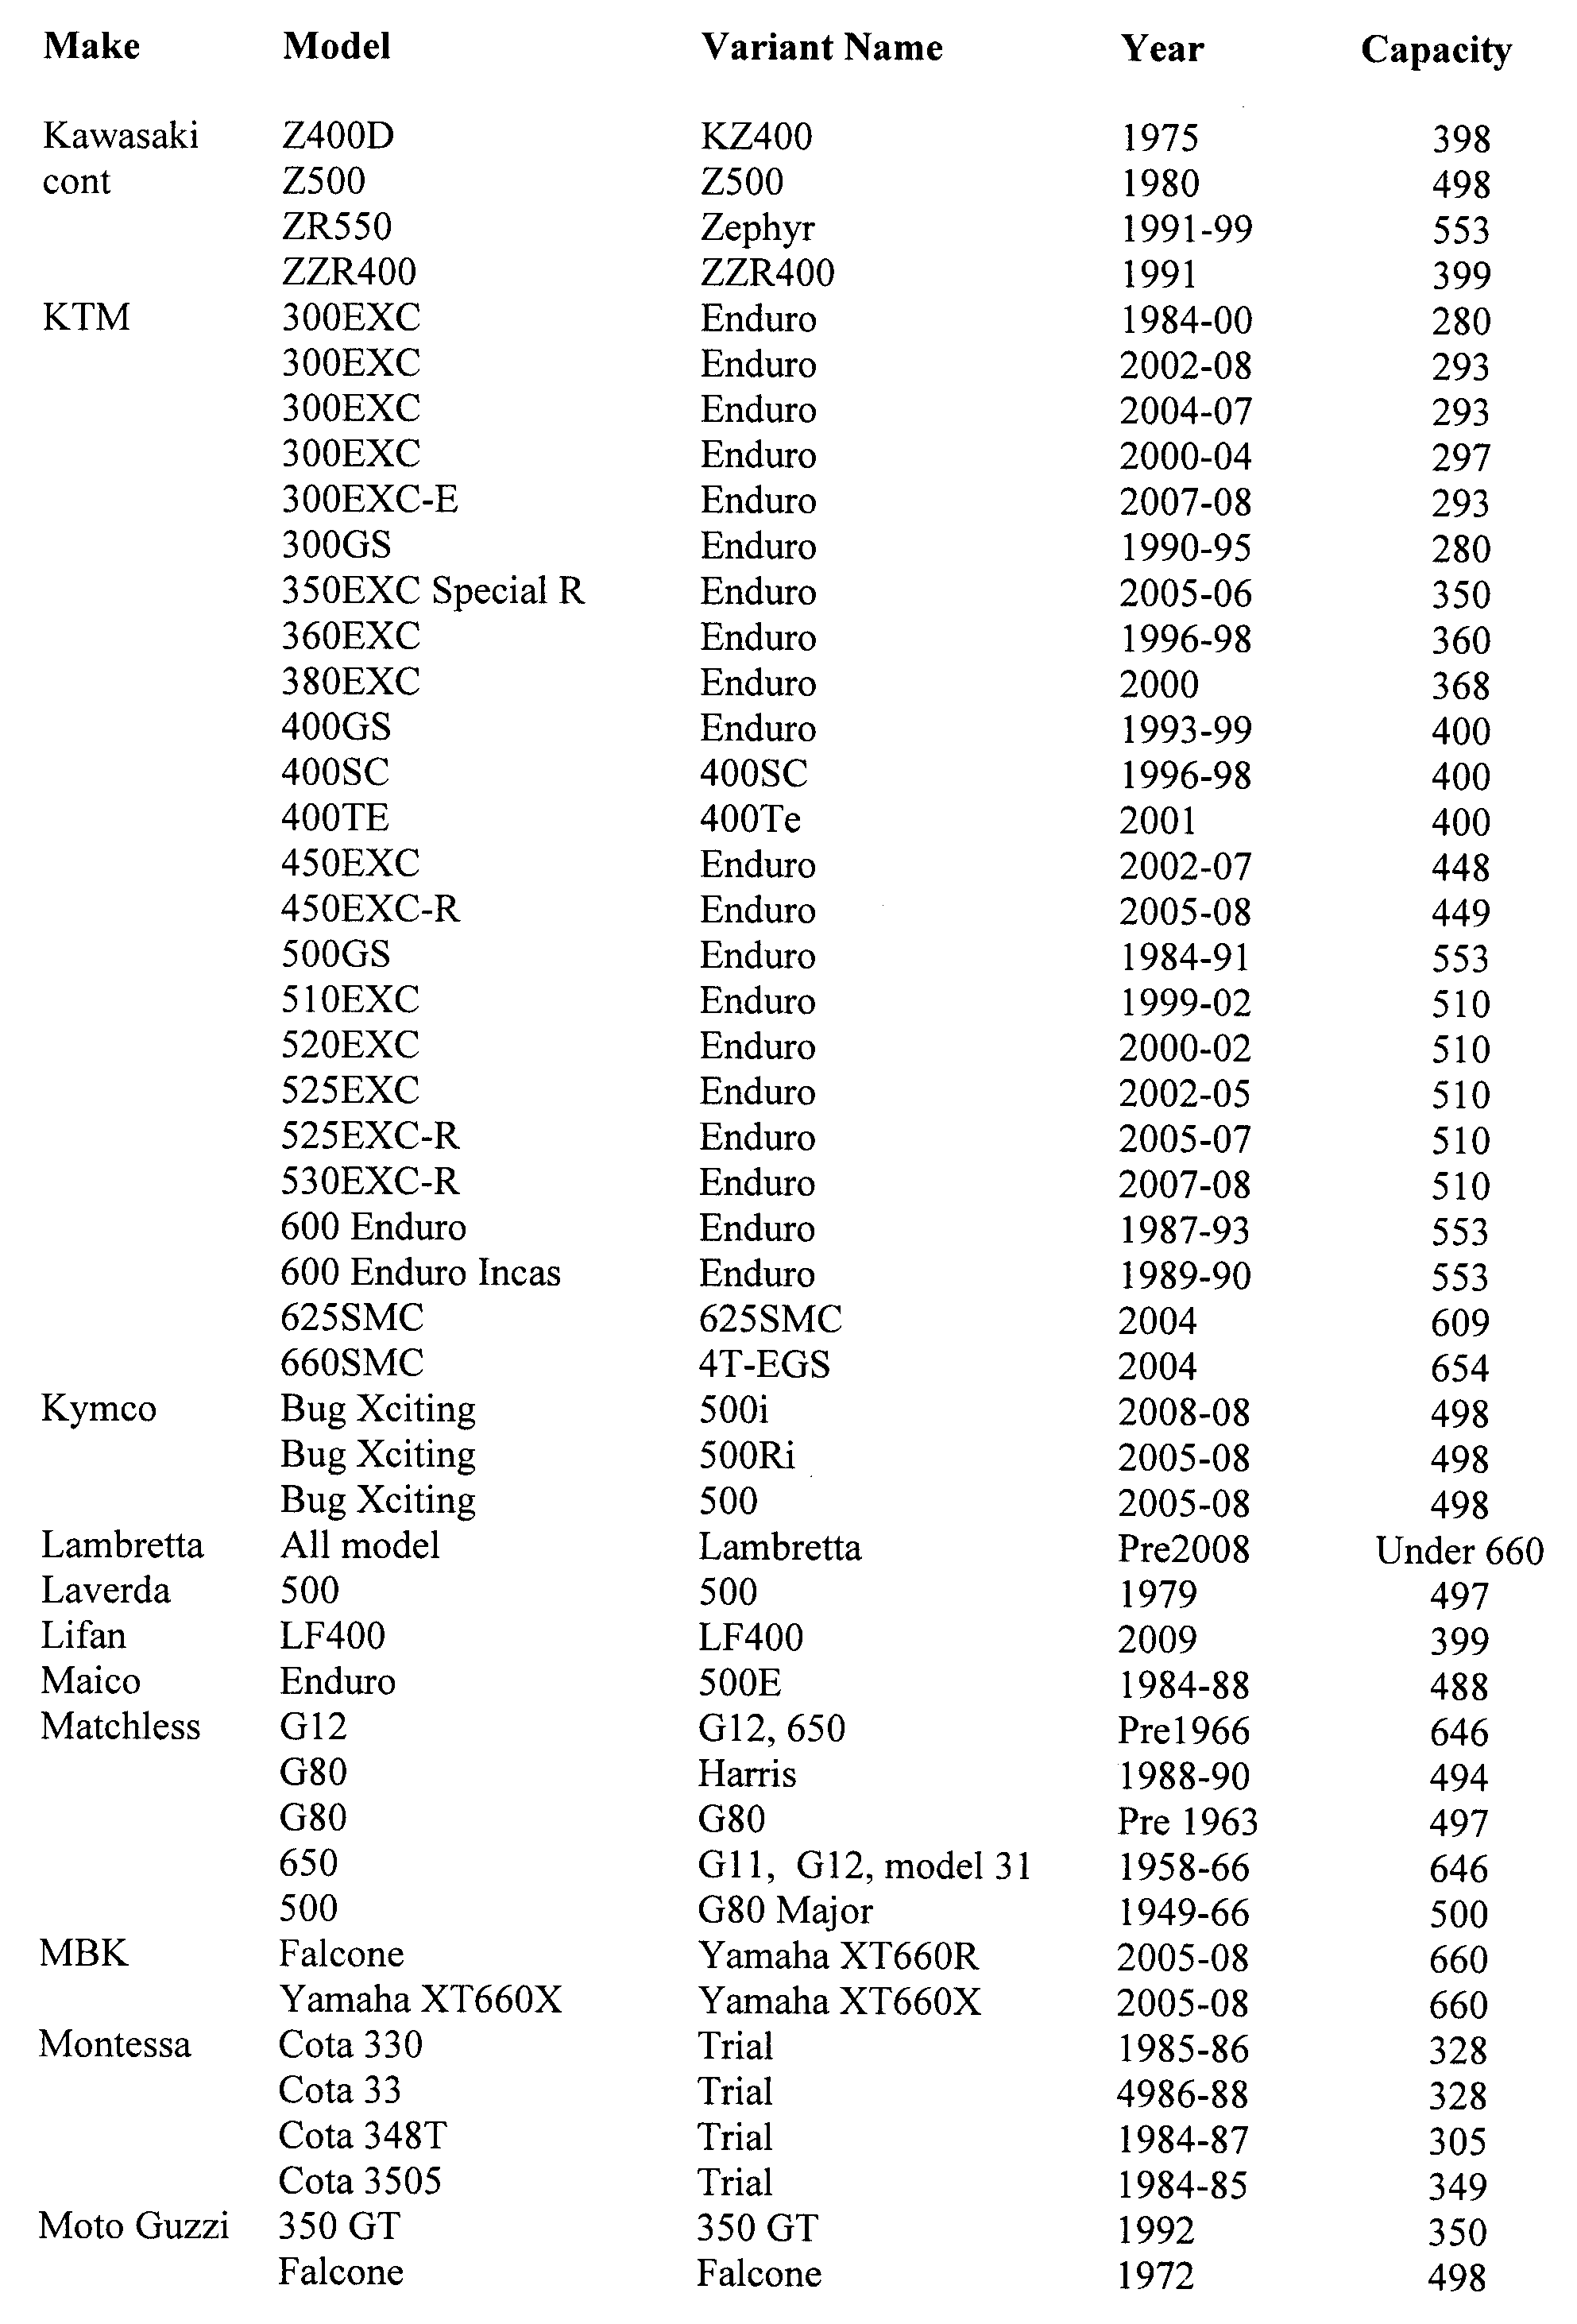 Make Model Variant Name Year Capacity
Kawasaki Z400D KZ400 1975 398
cont Z500 Z500 1980 498
ZR550 Zephyr 1991-99 553
ZZR400 ZZR400 1991 399
KTM 300EXC Enduro 1984-00 280
300EXC Enduro 2002-08 293
300EXC Enduro 2004-07 293
300EXC Enduro 2000-04 297
300EXC-E Enduro 2007-08 293
300GS Enduro 1990-95 280
350EXC Special R Enduro 2005-06 350
360EXC Enduro 1996-98 360
380EXC Enduro 2000 368
400GS Enduro 1993-99 400
400SC 400SC 1996-98 400
400TE 400Te 2001 400
450EXC Enduro 2002-07 448
450EXC-R Enduro 2005-08 449
500GS Enduro 1984-91 553
510EXC Enduro 1999-02 510
520EXC Enduro 2000-02 510
525EXC Enduro 2002-05 510
525EXC-R Enduro 2005-07 510
530EXC-R Enduro 2007-08 510
600 Enduro Enduro 1987-93 553
600 Enduro Incas Enduro 1989-90 553
625SMC 625SMC 2004 609
660SMC 4T-EGS 2004 654
Kymco Bug Xciting 500i 2008-08 498
Bug Xciting 500Ri 2005-08 498
Bug Xciting 500 2005-08 498
Lambretta All model Lambretta Pre2008 Under 660
Laverda 500 500 1979 497
Lifan LF400 LF400 2009 399
Maico Enduro 500E 1984-88 488
Matchless G12 G12, 650 Pre1966 646
G80 Harris 1988-90 494
G80 G80 Pre 1963 497
650 G11, G12, model 31 1958-66 646
500 G80 Major 1949-66 500
MBK Falcone Yamaha XT660R 2005-08 660
Yamaha XT660X Yamaha XT660X 2005-08 660
Montessa Cota 330 Trial 1985-86 328
Cota 33 Trial 4986-88 328
Cota 348T Trial 1984-87 305
Cota 3505 Trial 1984-85 349
Moto Guzzi 350 GT 350 GT 1992 350
Falcone Falcone 1972 498